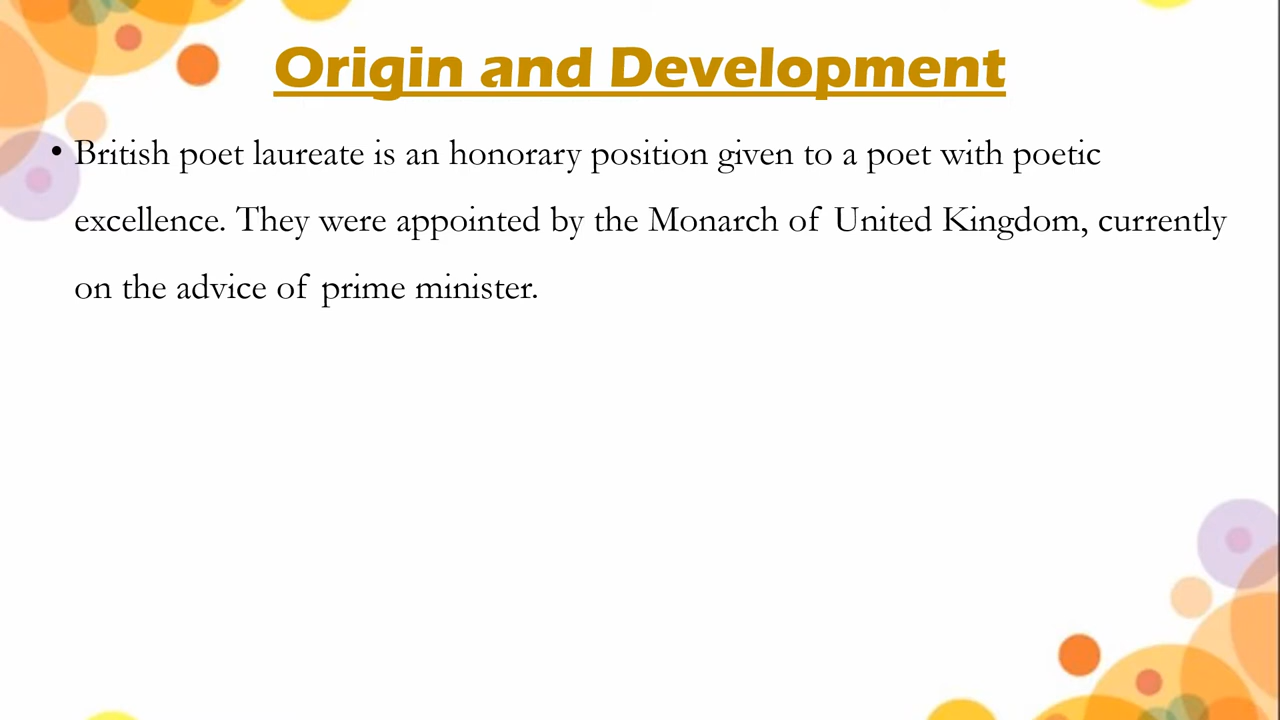 Origin and Development
• British poet laureate is an honorary position given to a poet with poetic
excellence. They were appointed by the Monarch of United Kingdom, currently
on the advice of prime minister.